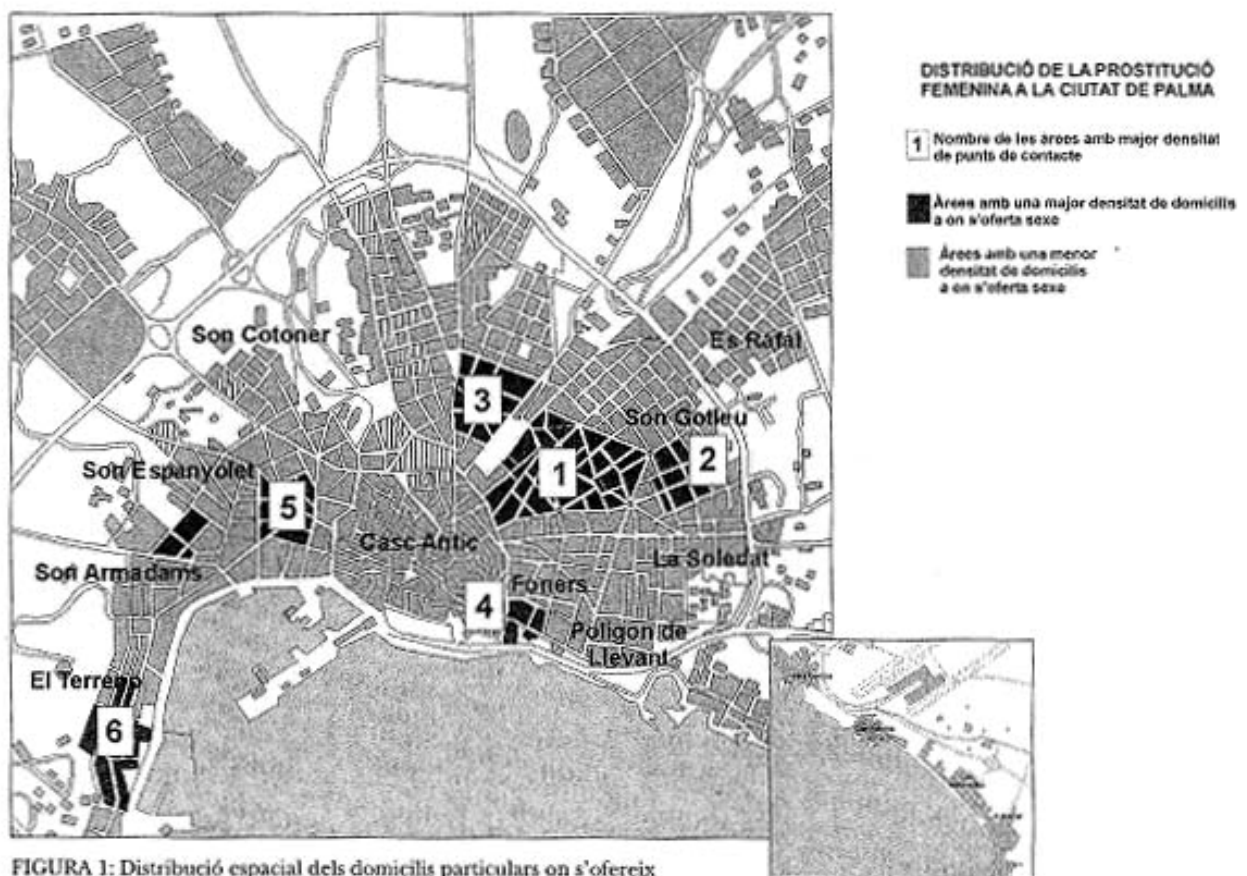 DISTRIBUCIÓ DE LA PROSTITUCIÓ
FEMENINA A LA CIUTAT DE PALMA
1 Nombre de les àrees amb major densitat
de punts de contacte
Àrees amb una major densitat de domicilis
a on s'oferta sexe
Àrees amb una menor
densitat de domicilis
a on s'oferta sexe
Son Cotoner
Es Rafal
3
Son Gotleu
Son Espanyolet
1
2
5
Casc Antic
La Soledat
Son Armadams
4
Foners
Poligon de
Llevant
El Terreno
6
FIGURA 1: Distribució espacial dels domicilis particulars on s'ofereix